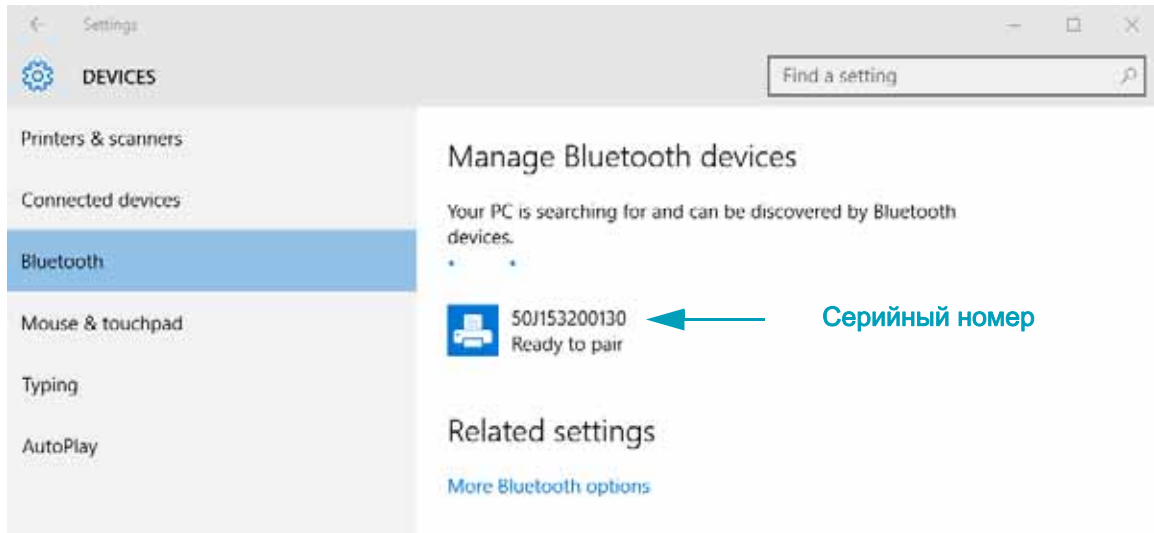 Settings
DEVICES
Find a setting
Printers & scanners
Connected devices
Bluetooth
Mouse & touchpad
Typing
AutoPlay
Manage Bluetooth devices
Your PC is searching for and can be discovered by Bluetooth
devices.
50J153200130
Ready to pair
Серийный номер
Related settings
More Bluetooth options